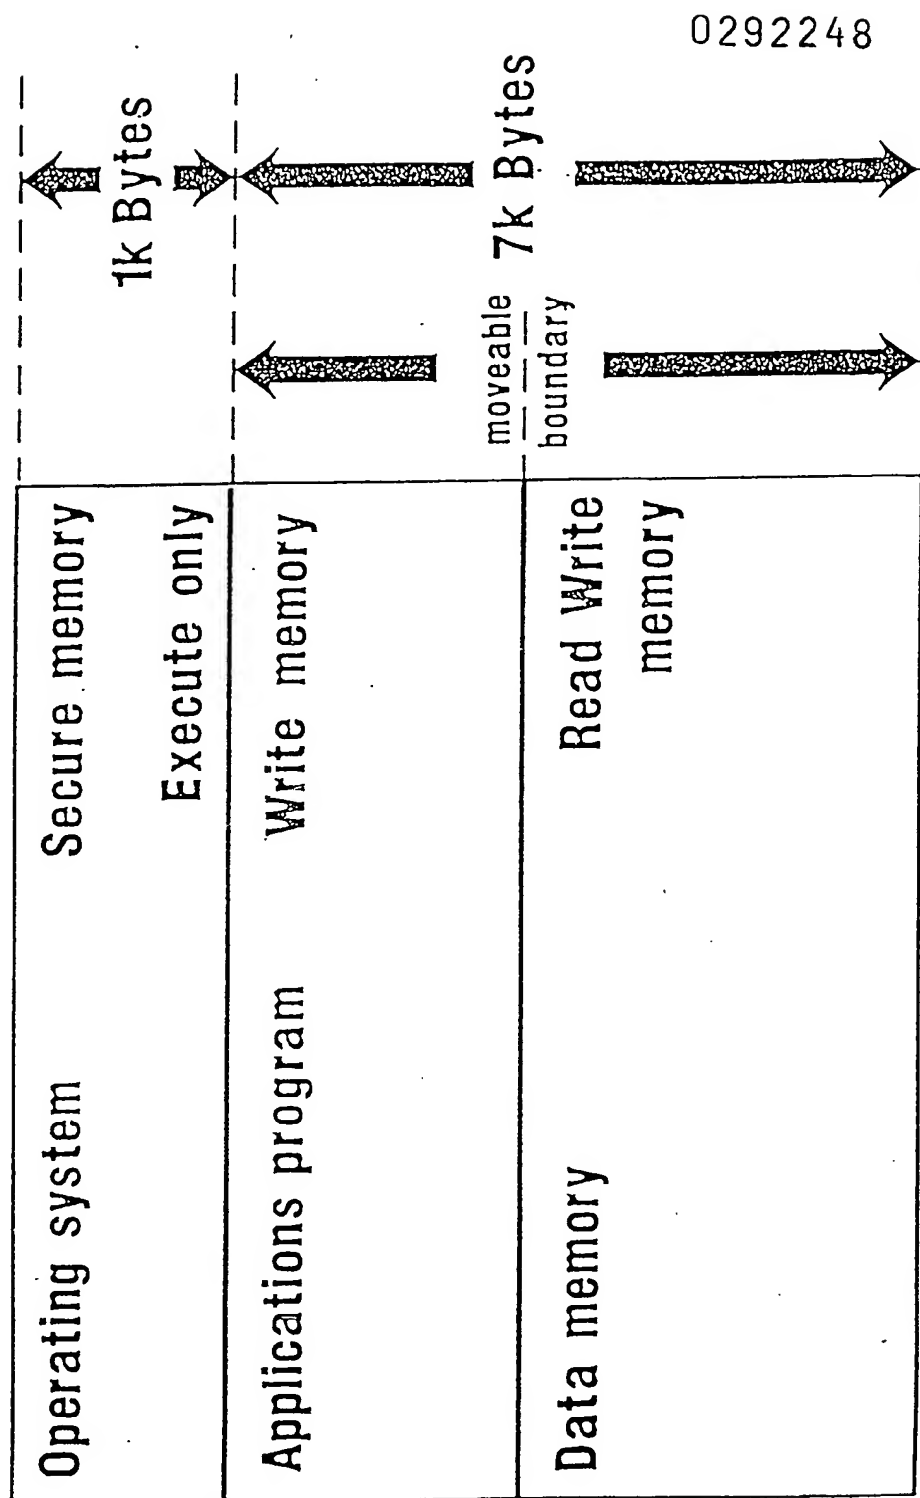 0292248
Operating system Secure memory 1k Bytes
Execute only
Applications program Write memory moveable 7k Bytes
boundary
Data memory Read Write
memory